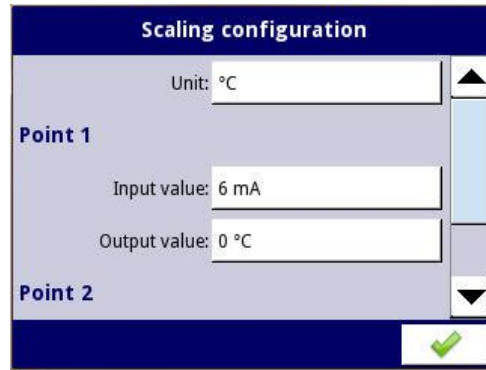 Scaling configuration
Unit: °C
Point 1
Input value: 6 mA
Output value: 0 °C
Point 2